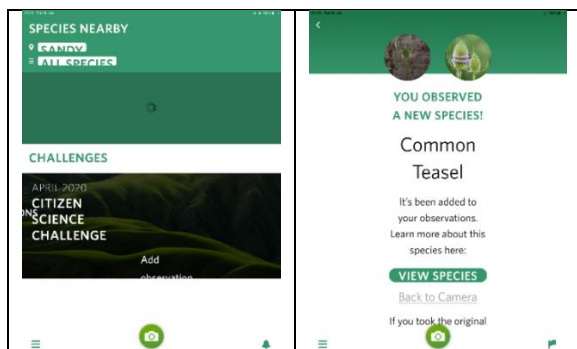 SPECIES NEARBY
SANDY
ALL SPECIES
CHALLENGES
APRIL 2020
CITIZEN
SCIENCE
CHALLENGE
Add
observation
YOU OBSERVED
A NEW SPECIES!
Common
Teasel
It's been added to
your observations.
Learn more about this
species here:
VIEW SPECIES
Back to Camera
If you took the original